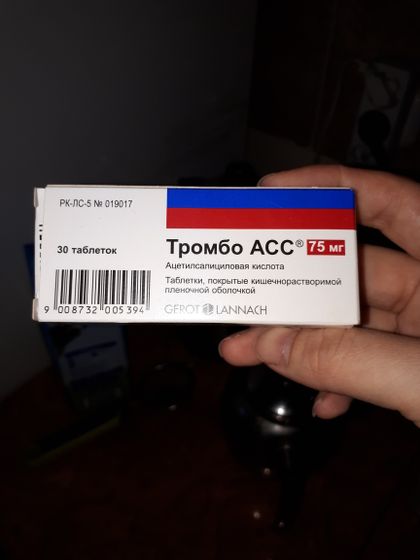 РК-ЛС-5 № 019017
30 таблеток
Тромбо АСС® 75 мг
Ацетилсалициловая кислота
Таблетки, покрытые кишечнорастворимой
пленочной оболочкой
GEROT LANNACH
9 008732 005394